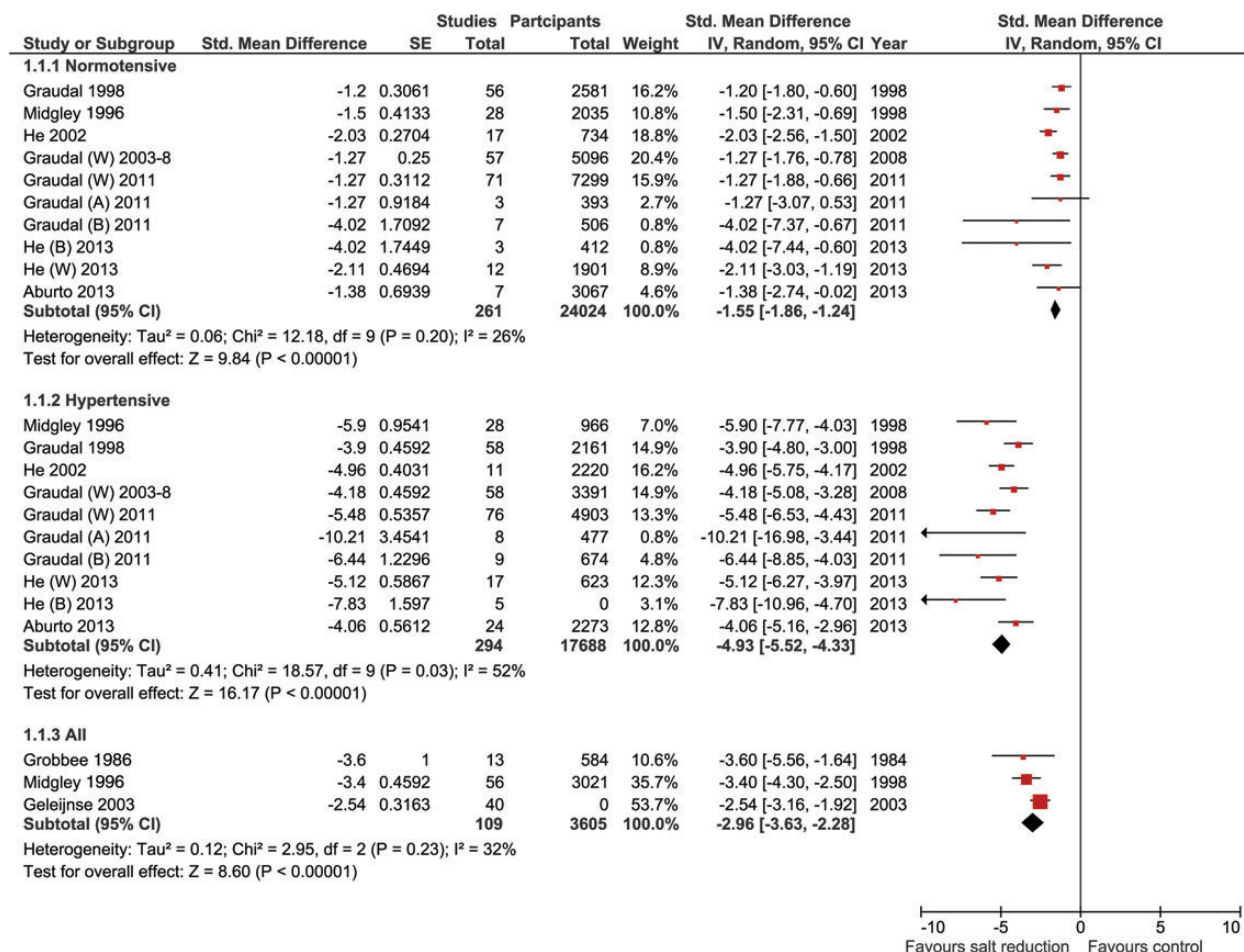 Studies Partcipants Std. Mean Difference Std. Mean Difference
Study or Subgroup Std. Mean Difference SE Total Total Weight IV, Random, 95% CI Year IV, Random, 95% CI
1.1.1 Normotensive
Graudal 1998 -1.2 0.3061 56 2581 16.2% -1.20 [-1.80, -0.60] 1998
Midgley 1996 -1.5 0.4133 28 2035 10.8% -1.50 [-2.31, -0.69] 1998
He 2002 -2.03 0.2704 17 734 18.8% -2.03 [-2.56, -1.50] 2002
Graudal (W) 2003-8 -1.27 0.25 57 5096 20.4% -1.27 [-1.76, -0.78] 2008
Graudal (W) 2011 -1.27 0.3112 71 7299 15.9% -1.27 [-1.88, -0.66] 2011
Graudal (A) 2011 -1.27 0.9184 3 393 2.7% -1.27 [-3.07, 0.53] 2011
Graudal (B) 2011 -4.02 1.7092 7 506 0.8% -4.02 [-7.37, -0.67] 2011
He (B) 2013 -4.02 1.7449 3 412 0.8% -4.02 [-7.44, -0.60] 2013
He (W) 2013 -2.11 0.4694 12 1901 8.9% -2.11 [-3.03, -1.19] 2013
Aburto 2013 -1.38 0.6939 7 3067 4.6% -1.38 [-2.74, -0.02] 2013
Subtotal (95% CI) 261 24024 100.0% -1.55 [-1.86, -1.24]
Heterogeneity: Tau² = 0.06; Chi² = 12.18, df = 9 (P = 0.20); I² = 26%
Test for overall effect: Z = 9.84 (P < 0.00001)
1.1.2 Hypertensive
Midgley 1996 -5.9 0.9541 28 966 7.0% -5.90 [-7.77, -4.03] 1998
Graudal 1998 -3.9 0.4592 58 2161 14.9% -3.90 [-4.80, -3.00] 1998
He 2002 -4.96 0.4031 11 2220 16.2% -4.96 [-5.75, -4.17] 2002
Graudal (W) 2003-8 -4.18 0.4592 58 3391 14.9% -4.18 [-5.08, -3.28] 2008
Graudal (W) 2011 -5.48 0.5357 76 4903 13.3% -5.48 [-6.53, -4.43] 2011
Graudal (A) 2011 -10.21 3.4541 8 477 0.8% -10.21 [-16.98, -3.44] 2011
Graudal (B) 2011 -6.44 1.2296 9 674 4.8% -6.44 [-8.85, -4.03] 2011
He (W) 2013 -5.12 0.5867 17 623 12.3% -5.12 [-6.27, -3.97] 2013
He (B) 2013 -7.83 1.597 5 0 3.1% -7.83 [-10.96, -4.70] 2013
Aburto 2013 -4.06 0.5612 24 2273 12.8% -4.06 [-5.16, -2.96] 2013
Subtotal (95% CI) 294 17688 100.0% -4.93 [-5.52, -4.33]
Heterogeneity: Tau² = 0.41; Chi² = 18.57, df = 9 (P = 0.03); I² = 52%
Test for overall effect: Z = 16.17 (P < 0.00001)
1.1.3 All
Grobbee 1986 -3.6 1 13 584 10.6% -3.60 [-5.56, -1.64] 1984
Midgley 1996 -3.4 0.4592 56 3021 35.7% -3.40 [-4.30, -2.50] 1998
Geleijnse 2003 -2.54 0.3163 40 0 53.7% -2.54 [-3.16, -1.92] 2003
Subtotal (95% CI) 109 3605 100.0% -2.96 [-3.63, -2.28]
Heterogeneity: Tau² = 0.12; Chi² = 2.95, df = 2 (P = 0.23); I² = 32%
Test for overall effect: Z = 8.60 (P < 0.00001)
-10 -5 0 5 10
Favours salt reduction Favours control